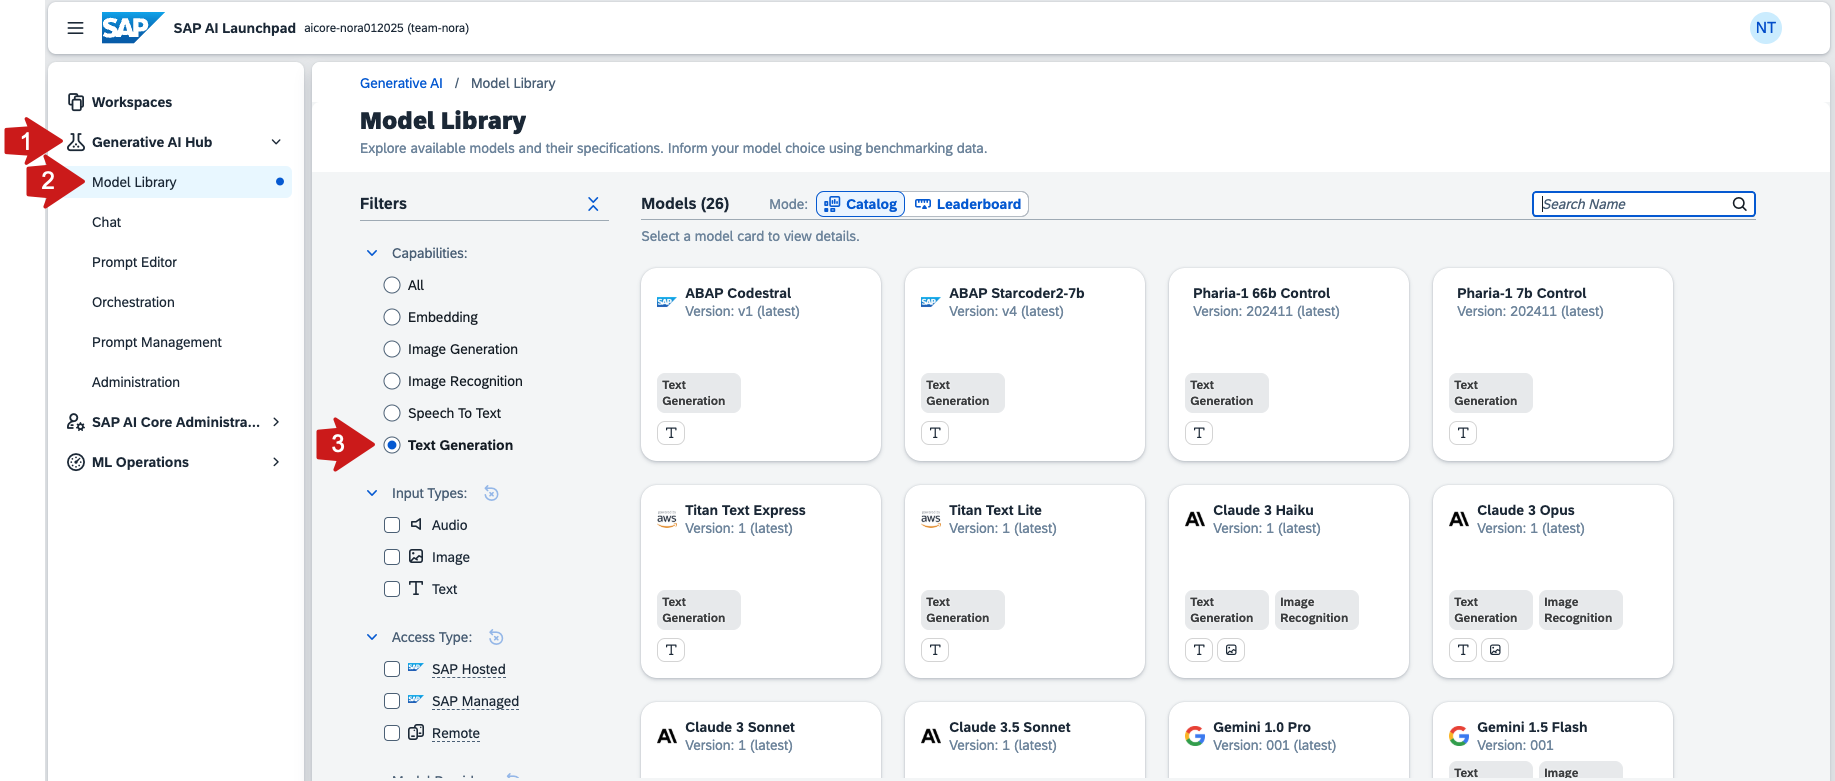 SAP SAP AI Launchpad aicore-nora012025 (team-nora) NT
Workspaces
1 Generative AI Hub
2 Model Library
Chat
Prompt Editor
Orchestration
Prompt Management
Administration
SAP AI Core Administra...
ML Operations
Generative AI / Model Library
Model Library
Explore available models and their specifications. Inform your model choice using benchmarking data.
Filters
Capabilities:
All
Embedding
Image Generation
Image Recognition
Speech To Text
3 Text Generation
Input Types:
Audio
Image
T Text
Access Type:
SAP SAP Hosted
SAP SAP Managed
Remote
Models (26) Mode: Catalog Leaderboard Search Name
Select a model card to view details.
SAP ABAP Codestral
Version: v1 (latest)
Text
Generation
T
SAP ABAP Starcoder2-7b
Version: v4 (latest)
Text
Generation
T
Pharia-1 66b Control
Version: 202411 (latest)
Text
Generation
T
Pharia-1 7b Control
Version: 202411 (latest)
Text
Generation
T
aws Titan Text Express
Version: 1 (latest)
Text
Generation
T
aws Titan Text Lite
Version: 1 (latest)
Text
Generation
T
Claude 3 Haiku
Version: 1 (latest)
Text Image
Generation Recognition
T
Claude 3 Opus
Version: 1 (latest)
Text Image
Generation Recognition
T
Claude 3 Sonnet
Version: 1 (latest)
Claude 3.5 Sonnet
Version: 1 (latest)
G Gemini 1.0 Pro
Version: 001 (latest)
G Gemini 1.5 Flash
Version: 001
Text Image